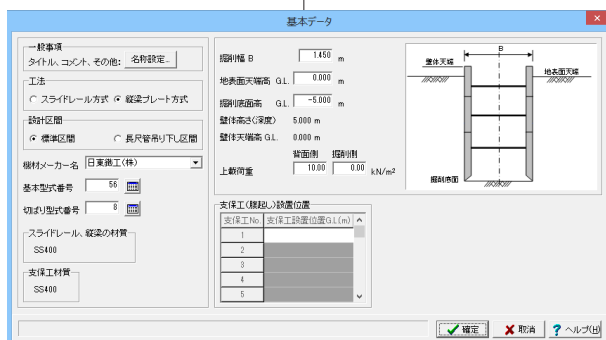 基本データ
一般事項
タイトル、コメント、その他: 名称設定...
工法
スライドレール方式 縦梁プレート方式
設計区間
標準区間 長尺管吊り下し区間
機材メーカー名 日東鐵工(株)
基本型式番号 56
切ばり型式番号 8
スライドレール、縦梁の材質
SS400
支保工材質
SS400
掘削幅 B 1.450 m
地表面天端高 G.L. 0.000 m
掘削底面高 G.L. -5.000 m
壁体高さ(深度) 5.000 m
壁体天端高 G.L. 0.000 m
背面側 掘削側
上載荷重 10.00 0.00 kN/m²
B
壁体天端
地表面天端
掘削底面
支保工(腹起し)設置位置
支保工No. 支保工設置位置G.L(m)
1
2
3
4
5
確定 取消 ヘルプ(H)